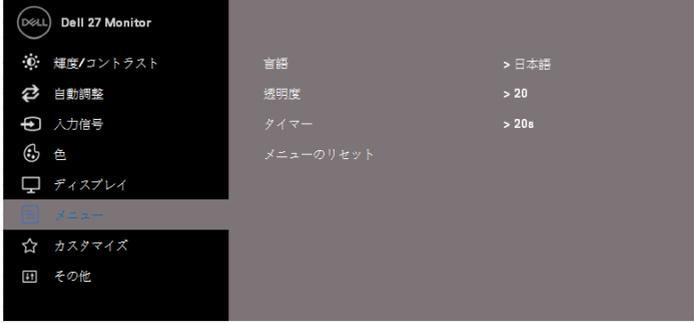 DELL Dell 27 Monitor
輝度/コントラスト
自動調整
入力信号
色
ディスプレイ
メニュー
カスタマイズ
その他
言語 > 日本語
透明度 > 20
タイマー > 20s
メニューのリセット